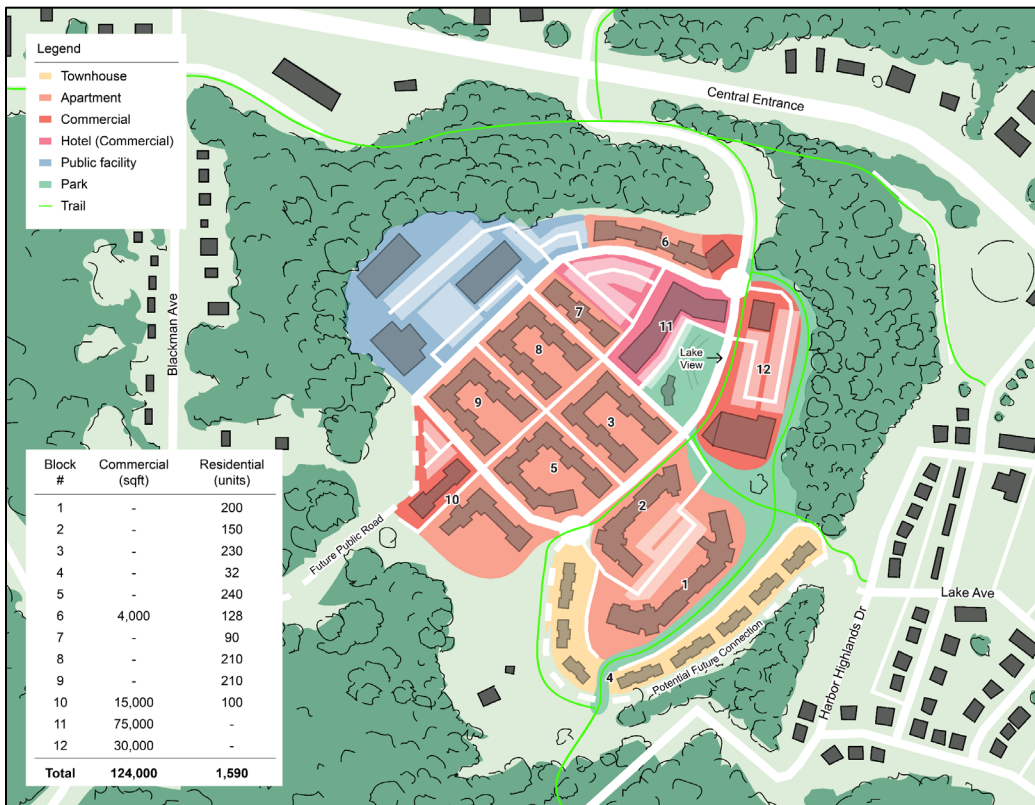 Legend
Townhouse
Apartment
Commercial
Hotel (Commercial)
Public facility
Park
Trail
Central Entrance
Blackman Ave
6
7
8
11
Lake
View
12
9
3
5
10
2
Future Public Road
1
4
Potential Future Connection
Harbor Highlands Dr
Lake Ave
Block # Commercial (sqft) Residential (units)
1 - 200
2 - 150
3 - 230
4 - 32
5 - 240
6 4,000 128
7 - 90
8 - 210
9 - 210
10 15,000 100
11 75,000 -
12 30,000 -
Total 124,000 1,590